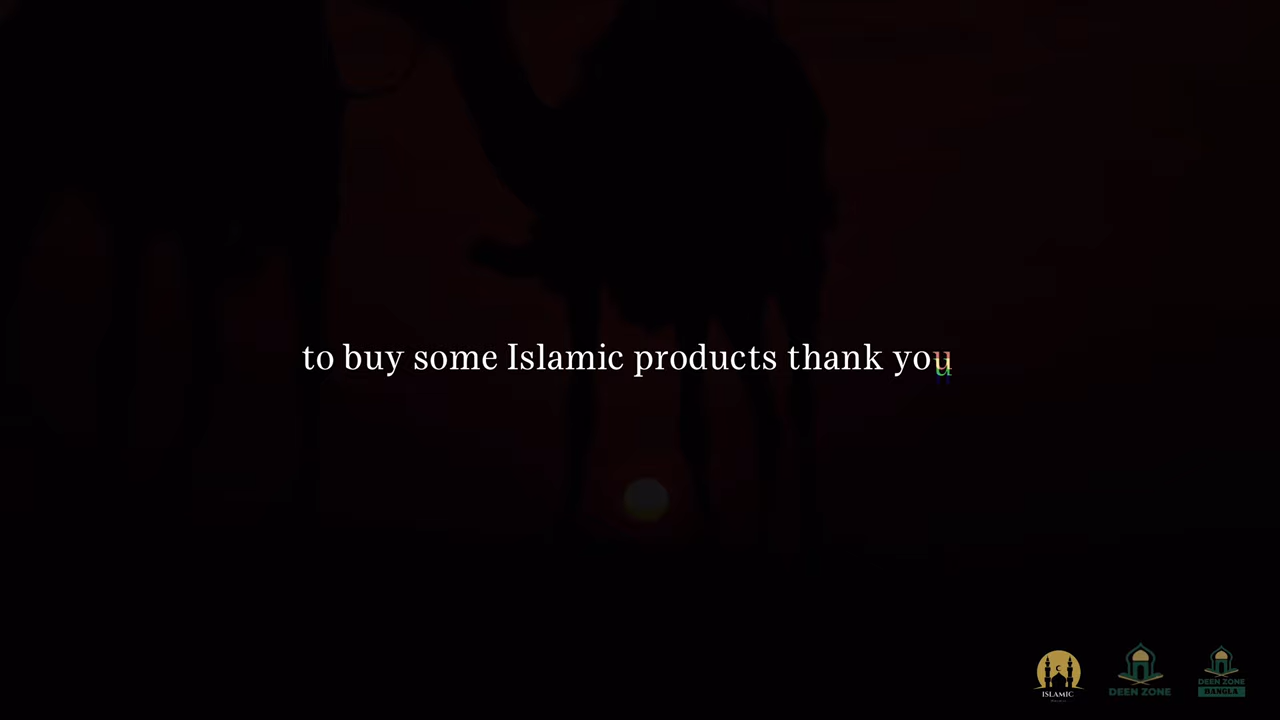 to buy some Islamic products thank you
ISLAMIC
DEEN ZONE
DEEN ZONE
BANGLA